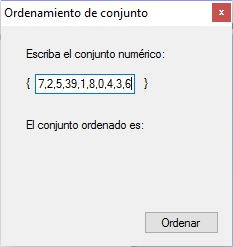 Ordenamiento de conjunto x
Escriba el conjunto numérico:
{ 7,2,5,39,1,8,0,4,3,6 }
El conjunto ordenado es:
Ordenar